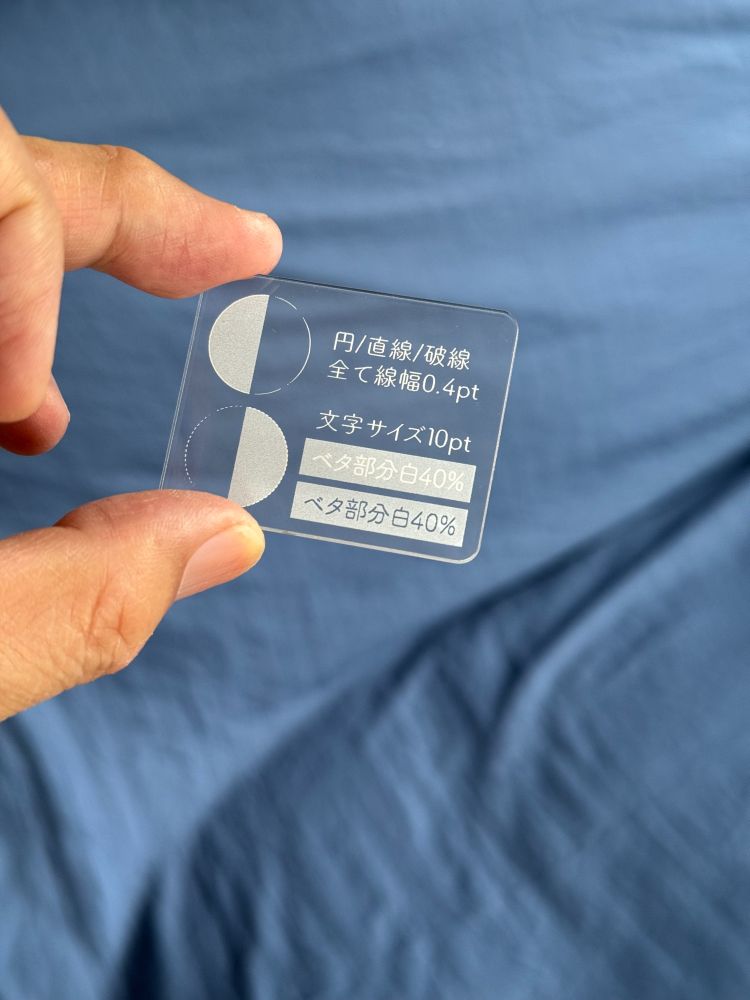 円/直線/破線
全て線幅0.4pt
文字サイズ10pt
ベタ部分白40%
ベタ部分白40%